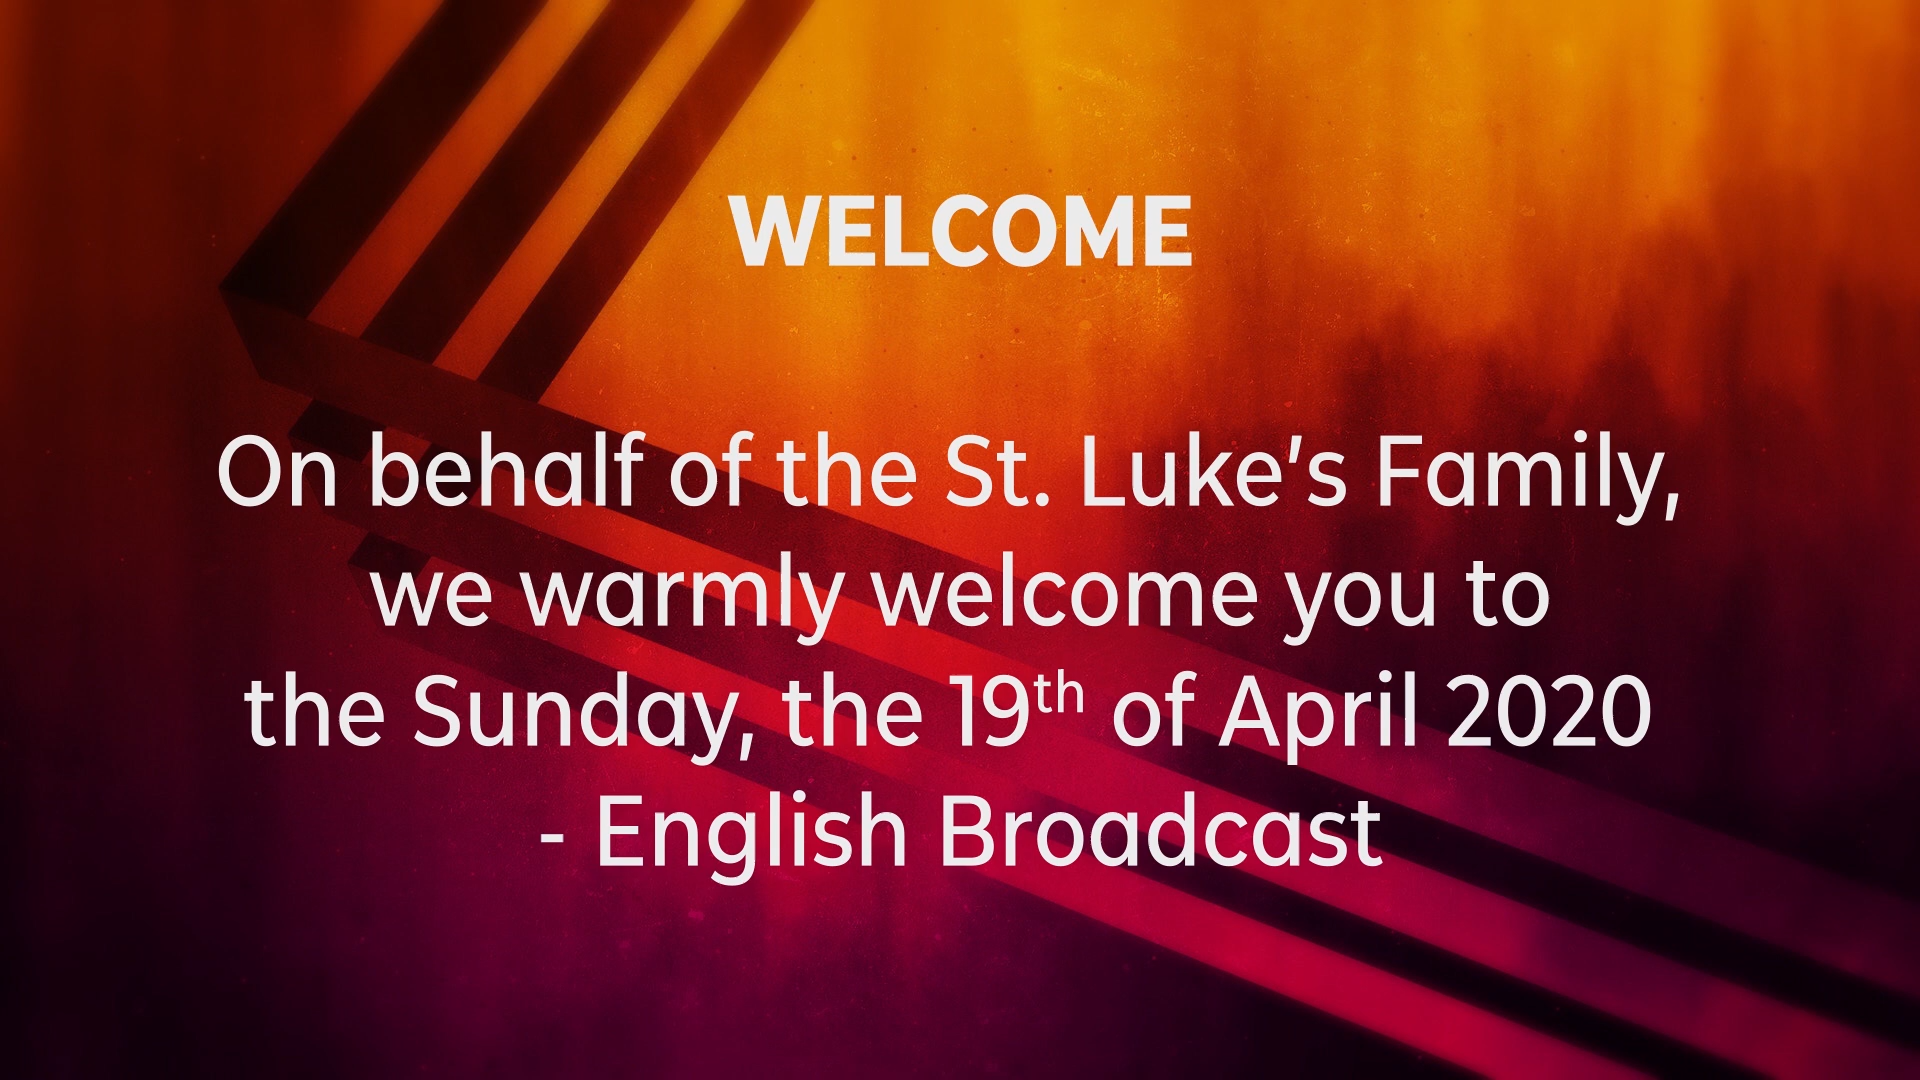 WELCOME
On behalf of the St. Luke's Family,
we warmly welcome you to
the Sunday, the 19th of April 2020
- English Broadcast